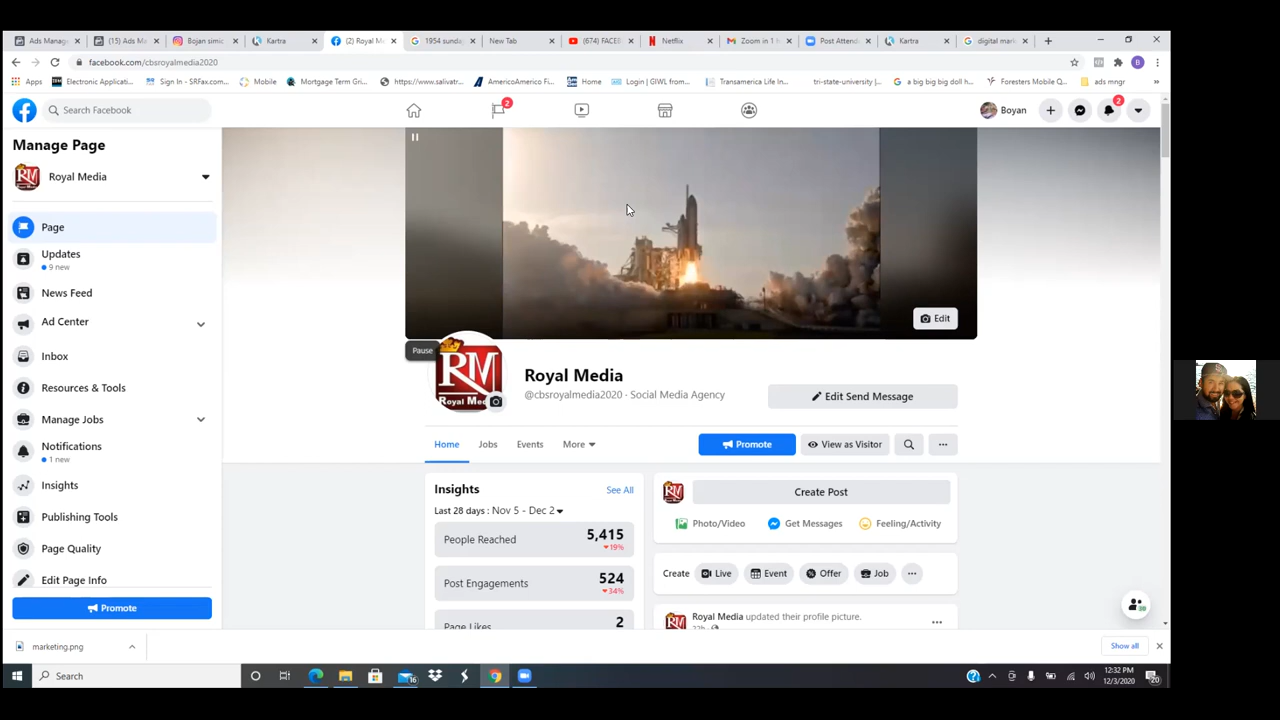 Ads Manag
(15) Ads M
Bojan simic
Kartra
(2) Royal M
1954 sunda
New Tab
(674) FACEB
Netflix
Zoom in 1 h
Post Attend
Kartra
digital mark
facebook.com/cbsroyalmedia2020
Apps
Electronic Applicati...
Sign In - SRFax.com...
Mobile
Mortgage Term Gri...
https://www.salivatr...
AmericoAmerico Fi...
Home
Login | GIWL from...
Transamerica Life In...
tri-state-university |...
a big big big doll h...
Foresters Mobile Q...
ads mngr
»
Search Facebook
2
Boyan
2
Manage Page
Royal Media
Page
Updates
9 new
News Feed
Ad Center
Inbox
Resources & Tools
Manage Jobs
Notifications
1 new
Insights
Publishing Tools
Page Quality
Edit Page Info
Promote
Edit
Pause
RM
Royal Med
Royal Media
@cbsroyalmedia2020 · Social Media Agency
Edit Send Message
Home
Jobs
Events
More
Promote
View as Visitor
Insights
See All
Last 28 days : Nov 5 - Dec 2
People Reached
5,415
19%
Post Engagements
524
34%
Page Likes
2
Create Post
Photo/Video
Get Messages
Feeling/Activity
Create
Live
Event
Offer
Job
Royal Media updated their profile picture.
marketing.png
Show all
Search
16
12:32 PM
12/3/2020
20